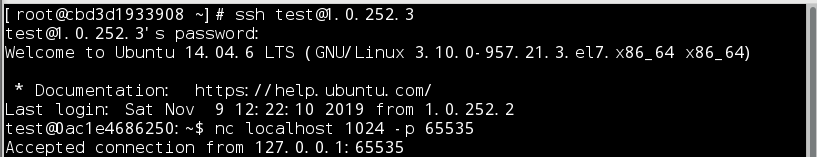 [root@cbd3d1933908 ~]# ssh test@1.0.252.3
test@1.0.252.3's password:
Welcome to Ubuntu 14.04.6 LTS (GNU/Linux 3.10.0-957.21.3.el7.x86_64 x86_64)
* Documentation:  https://help.ubuntu.com/
Last login: Sat Nov  9 12:22:10 2019 from 1.0.252.2
test@0ac1e4686250:~$ nc localhost 1024 -p 65535
Accepted connection from 127.0.0.1:65535